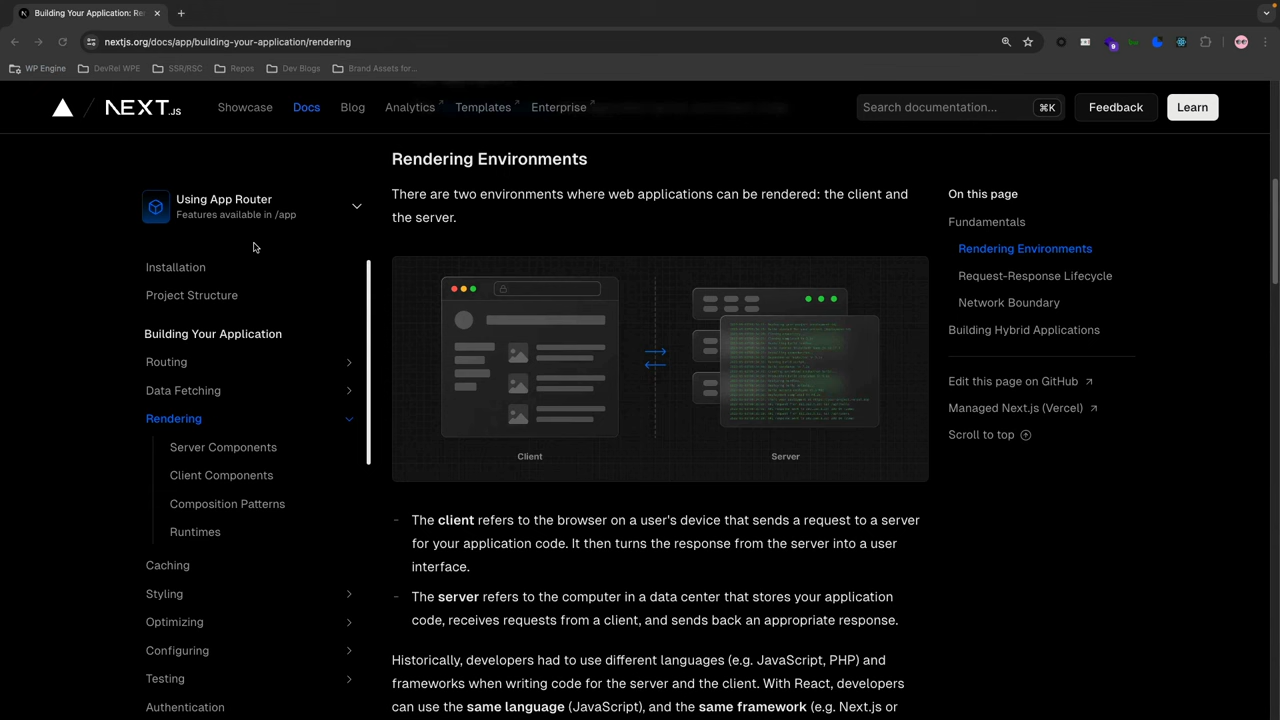 Building Your Application: Re
nextjs.org/docs/app/building-your-application/rendering
9
WP Engine
DevRel WPE
SSR/RSC
Repos
Dev Blogs
Brand Assets for...
NEXT.JS
Showcase
Docs
Blog
Analytics
Templates
Enterprise
Search documentation...
⌘K
Feedback
Learn
Using App Router
Features available in /app
Installation
Project Structure
Building Your Application
Routing
Data Fetching
Rendering
Server Components
Client Components
Composition Patterns
Runtimes
Caching
Styling
Optimizing
Configuring
Testing
Authentication
Rendering Environments
There are two environments where web applications can be rendered: the client and
the server.
Client
Server
- The client refers to the browser on a user's device that sends a request to a server
for your application code. It then turns the response from the server into a user
interface.
- The server refers to the computer in a data center that stores your application
code, receives requests from a client, and sends back an appropriate response.
Historically, developers had to use different languages (e.g. JavaScript, PHP) and
frameworks when writing code for the server and the client. With React, developers
can use the same language (JavaScript), and the same framework (e.g. Next.js or
On this page
Fundamentals
Rendering Environments
Request-Response Lifecycle
Network Boundary
Building Hybrid Applications
Edit this page on GitHub
Managed Next.js (Vercel)
Scroll to top